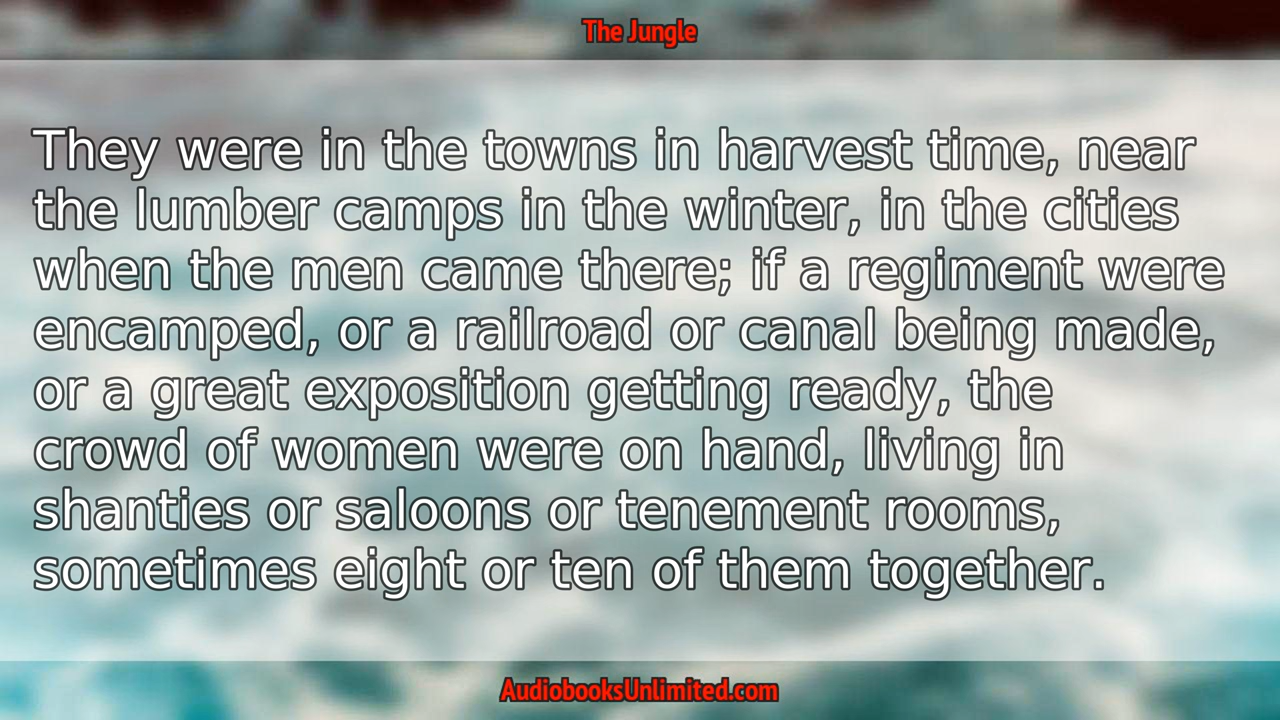 The Jungle
They were in the towns in harvest time, near
the lumber camps in the winter, in the cities
when the men came there; if a regiment were
encamped, or a railroad or canal being made,
or a great exposition getting ready, the
crowd of women were on hand, living in
shanties or saloons or tenement rooms,
sometimes eight or ten of them together.
AudiobooksUnlimited.com